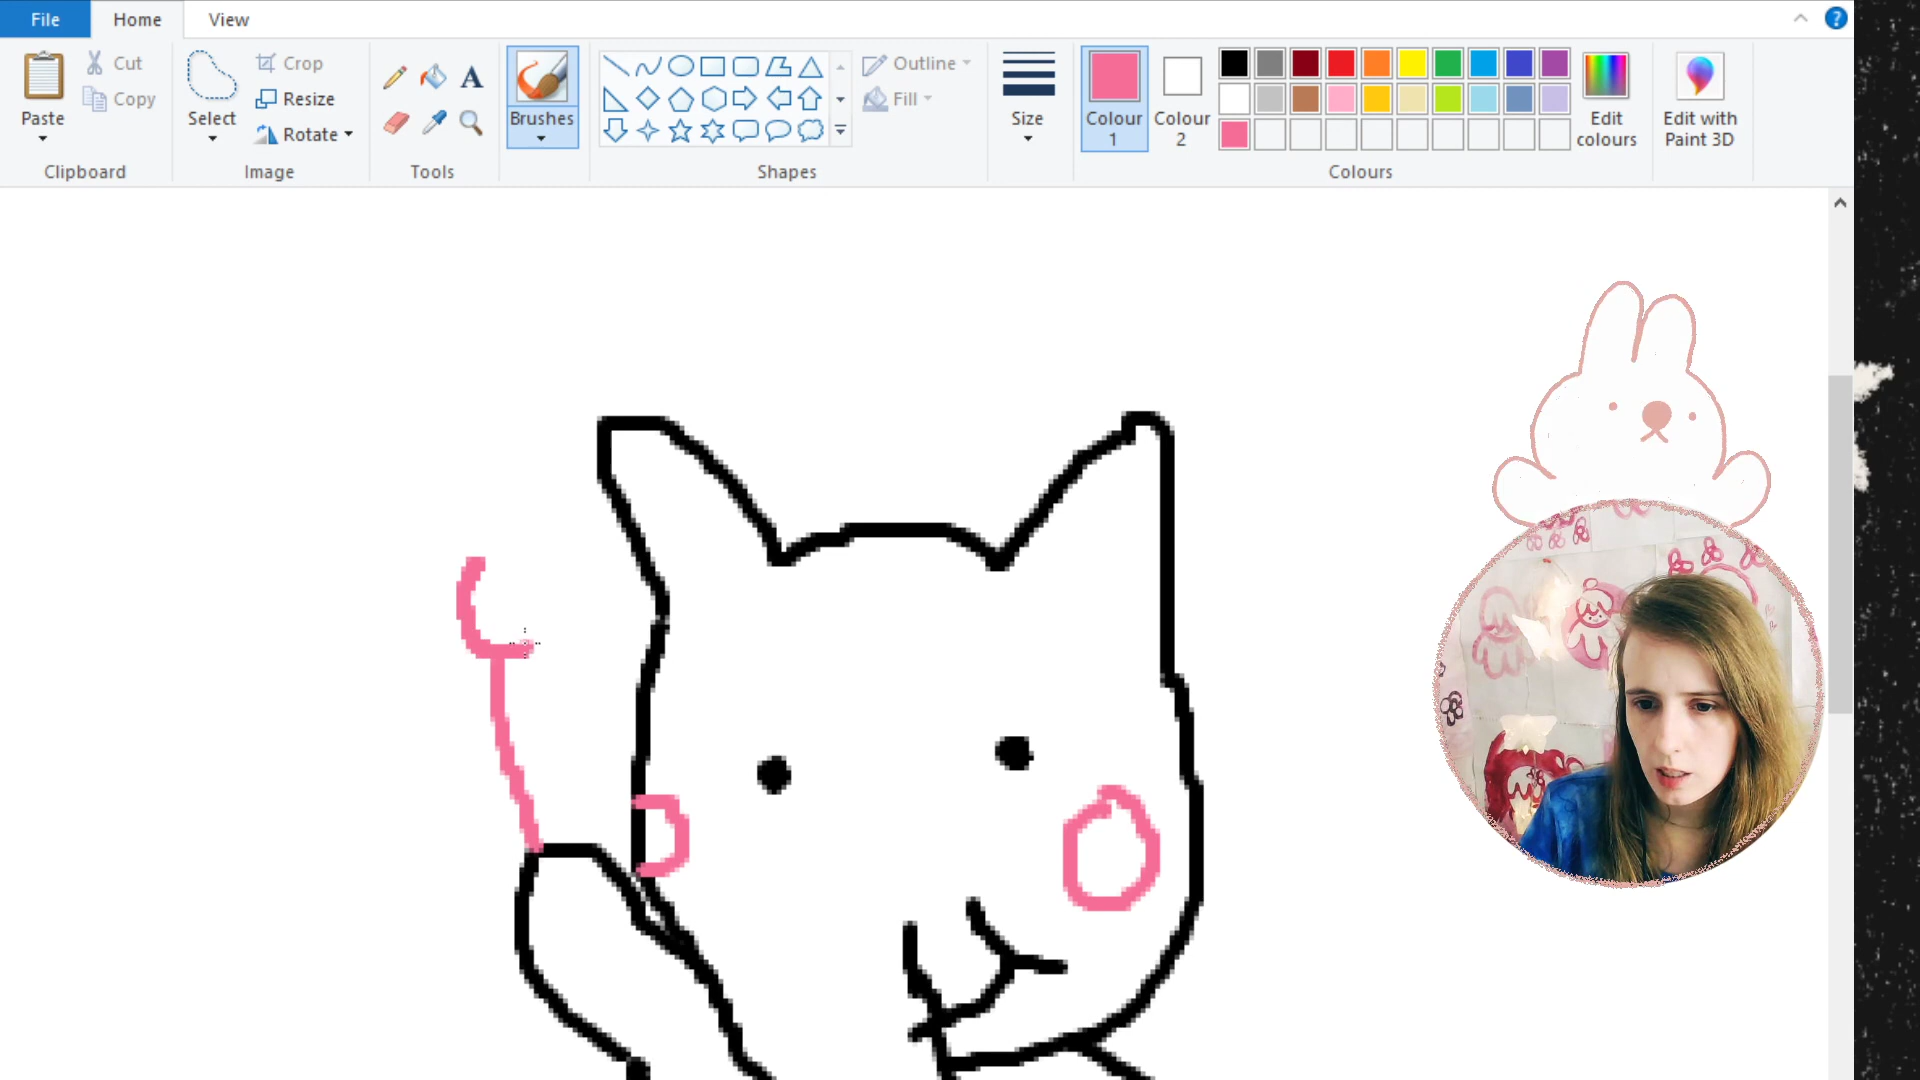 File Home View
Cut
Copy
Paste
Clipboard
Select
Crop
Resize
Rotate
Image
A
Tools
Brushes
Shapes
Outline
Fill
Size
Colour
1
Colour
2
Edit
colours
Colours
Edit with
Paint 3D
?